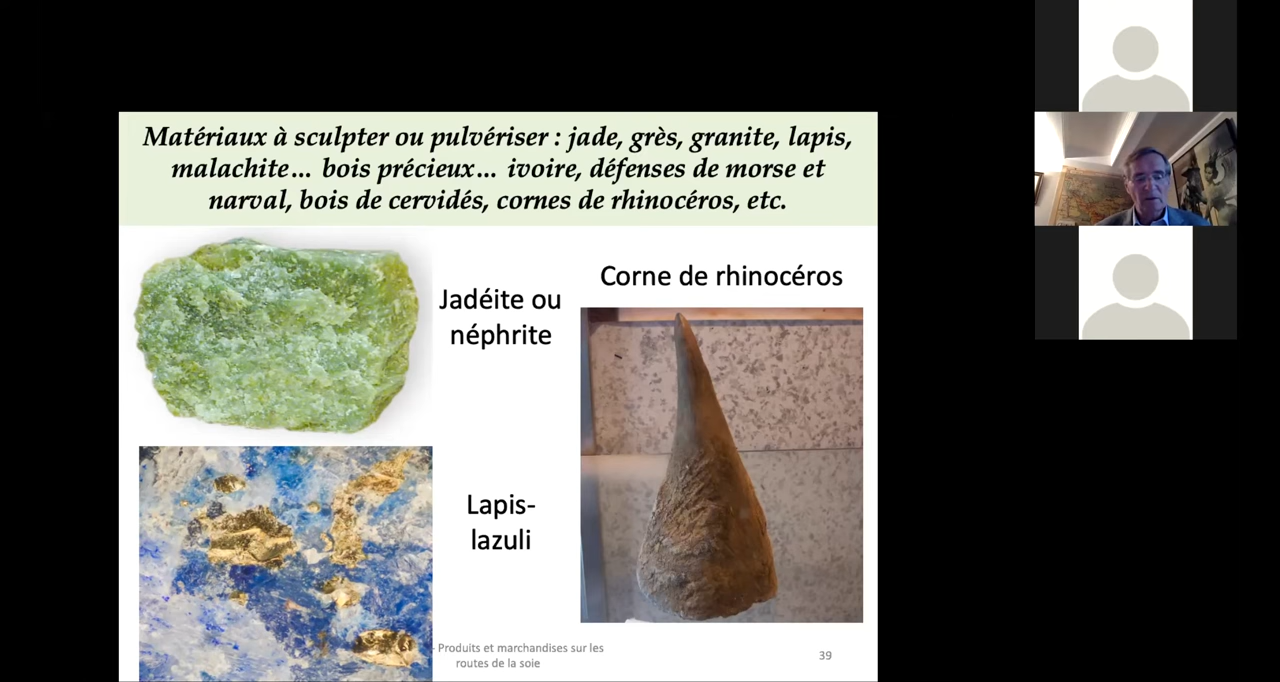 Matériaux à sculpter ou pulvériser : jade, grès, granite, lapis,
malachite... bois précieux... ivoire, défenses de morse et
narval, bois de cervidés, cornes de rhinocéros, etc.
Jadéite ou
néphrite
Corne de rhinocéros
Lapis-
lazuli
- Produits et marchandises sur les
routes de la soie
39